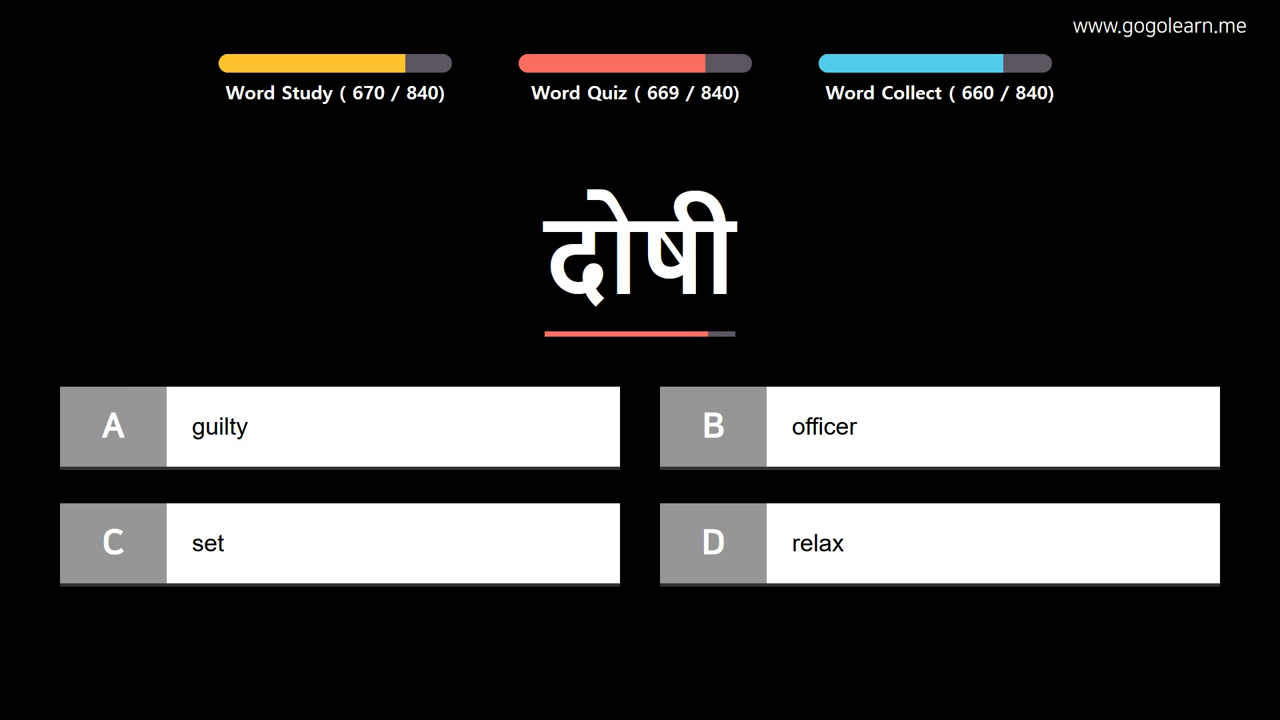 www.gogolearn.me
Word Study ( 670 / 840)
Word Quiz ( 669 / 840)
Word Collect ( 660 / 840)
दोषी
A guilty
B officer
C set
D relax